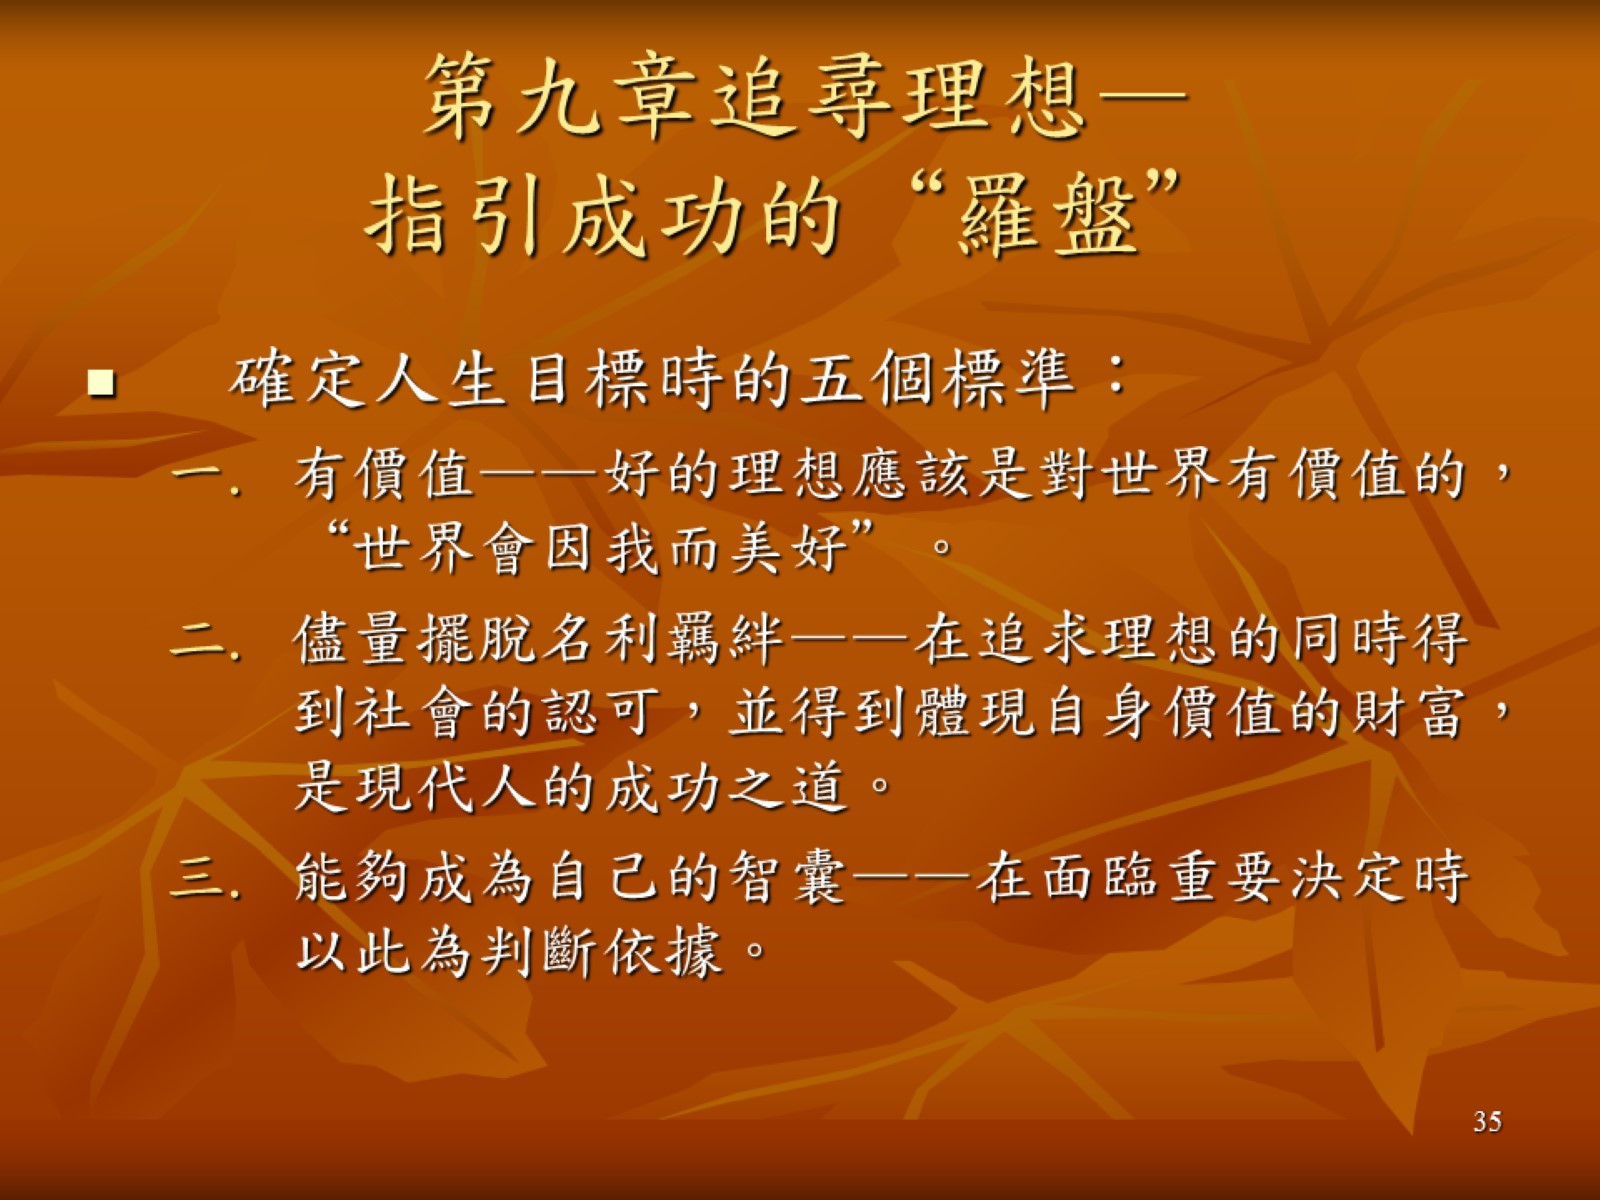 第九章追尋理想—
指引成功的“羅盤”
■ 確定人生目標時的五個標準：
一. 有價值——好的理想應該是對世界有價值的，
“世界會因我而美好”。
二. 儘量擺脫名利羈絆——在追求理想的同時得
到社會的認可，並得到體現自身價值的財富，
是現代人的成功之道。
三. 能夠成為自己的智囊——在面臨重要決定時
以此為判斷依據。
35